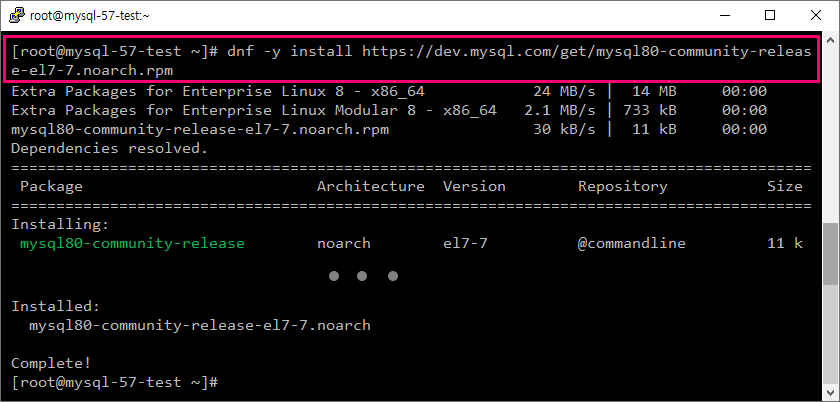 root@mysql-57-test:~
[root@mysql-57-test ~]# dnf -y install https://dev.mysql.com/get/mysql80-community-releas
e-el7-7.noarch.rpm
Extra Packages for Enterprise Linux 8 - x86_64 24 MB/s | 14 MB 00:00
Extra Packages for Enterprise Linux Modular 8 - x86_64 2.1 MB/s | 733 kB 00:00
mysql80-community-release-el7-7.noarch.rpm 30 kB/s | 11 kB 00:00
Dependencies resolved.
=========================================================================================
Package Architecture Version Repository Size
=========================================================================================
Installing:
mysql80-community-release noarch el7-7 @commandline 11 k
● ● ●
Installed:
mysql80-community-release-el7-7.noarch
Complete!
[root@mysql-57-test ~]#